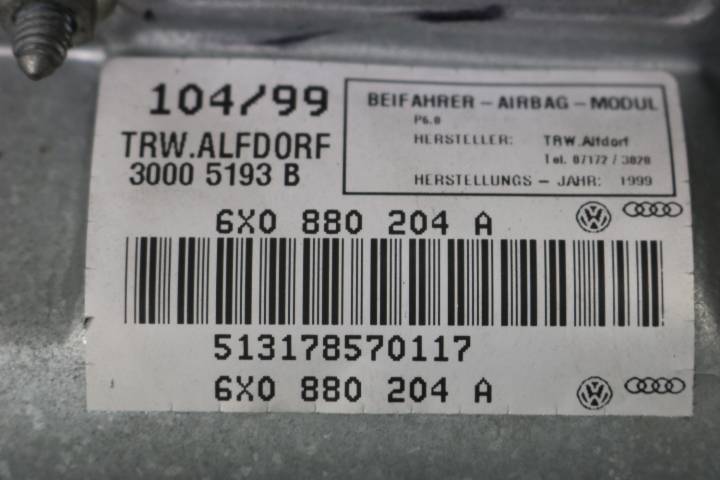 104/99
TRW.ALFDORF
3000 5193 B
BEIFAHRER - AIRBAG - MODUL
P6.0
HERSTELLER: TRW.Alfdorf
Tel. 07172 / 3020
HERSTELLUNGS - JAHR: 1999
6X0 880 204 A
513178570117
6X0 880 204 A